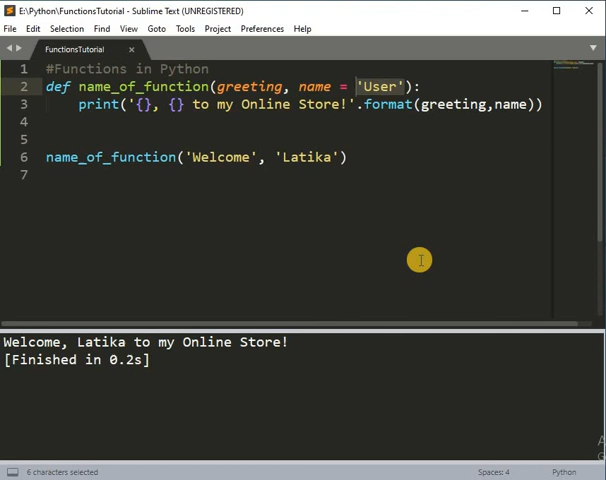 E:\Python\FunctionsTutorial - Sublime Text (UNREGISTERED)
File Edit Selection Find View Goto Tools Project Preferences Help
FunctionsTutorial
1 #Functions in Python
2 def name_of_function(greeting, name = 'User'):
3 print('{}, {} to my Online Store!'.format(greeting,name))
4
5
6 name_of_function('Welcome', 'Latika')
7
Welcome, Latika to my Online Store!
[Finished in 0.2s]
6 characters selected Spaces: 4 Python